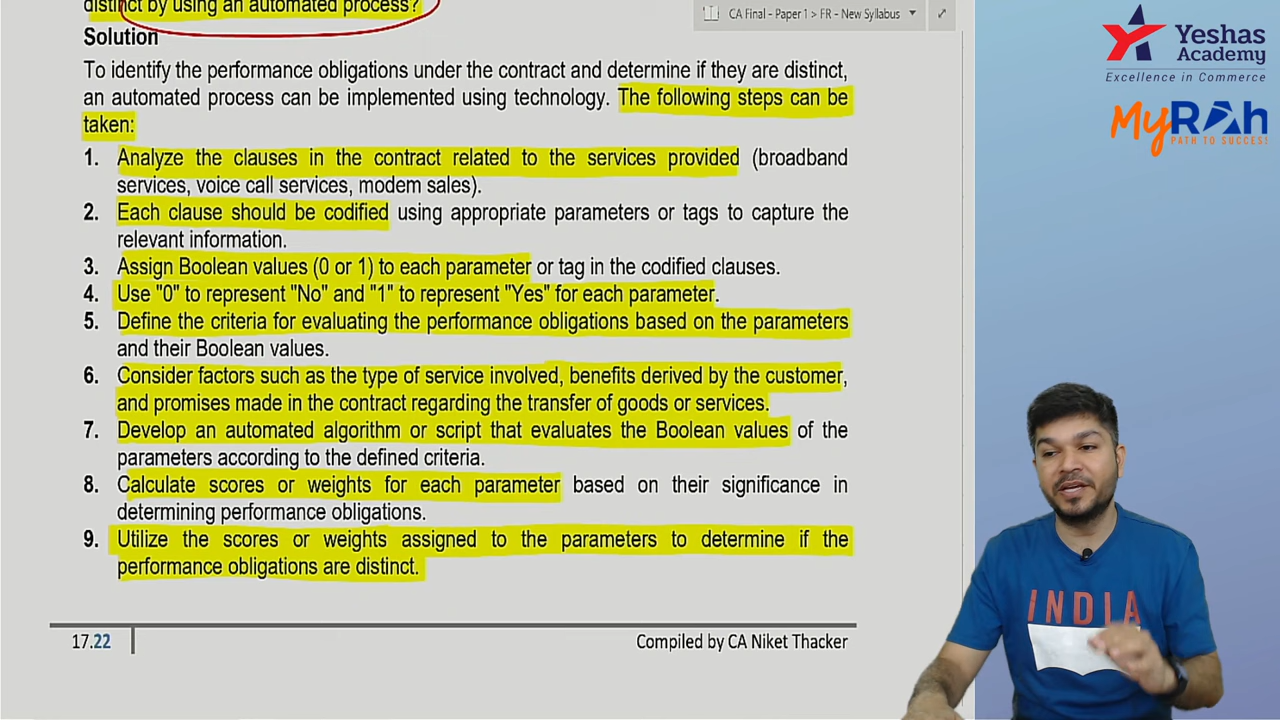 distinct by using an automated process?
CA Final - Paper 1 > FR - New Syllabus
Solution
To identify the performance obligations under the contract and determine if they are distinct,
an automated process can be implemented using technology. The following steps can be
taken:
1. Analyze the clauses in the contract related to the services provided (broadband
services, voice call services, modem sales).
2. Each clause should be codified using appropriate parameters or tags to capture the
relevant information.
3. Assign Boolean values (0 or 1) to each parameter or tag in the codified clauses.
4. Use "0" to represent "No" and "1" to represent "Yes" for each parameter.
5. Define the criteria for evaluating the performance obligations based on the parameters
and their Boolean values.
6. Consider factors such as the type of service involved, benefits derived by the customer,
and promises made in the contract regarding the transfer of goods or services.
7. Develop an automated algorithm or script that evaluates the Boolean values of the
parameters according to the defined criteria.
8. Calculate scores or weights for each parameter based on their significance in
determining performance obligations.
9. Utilize the scores or weights assigned to the parameters to determine if the
performance obligations are distinct.
17.22
Compiled by CA Niket Thacker
Yeshas
Academy
Excellence in Commerce
MyRAh
PATH TO SUCCESS!
INDIA